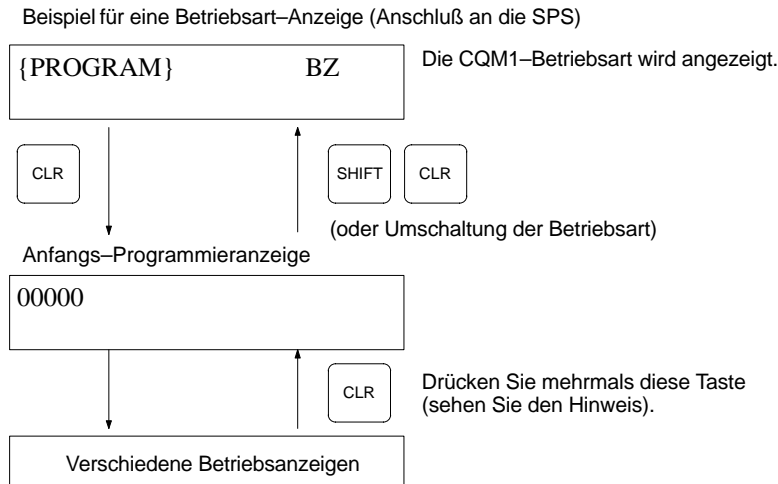 Beispiel für eine Betriebsart–Anzeige (Anschluß an die SPS)
{PROGRAM} BZ
Die CQM1–Betriebsart wird angezeigt.
CLR
SHIFT CLR
(oder Umschaltung der Betriebsart)
Anfangs–Programmieranzeige
00000
CLR
Drücken Sie mehrmals diese Taste
(sehen Sie den Hinweis).
Verschiedene Betriebsanzeigen